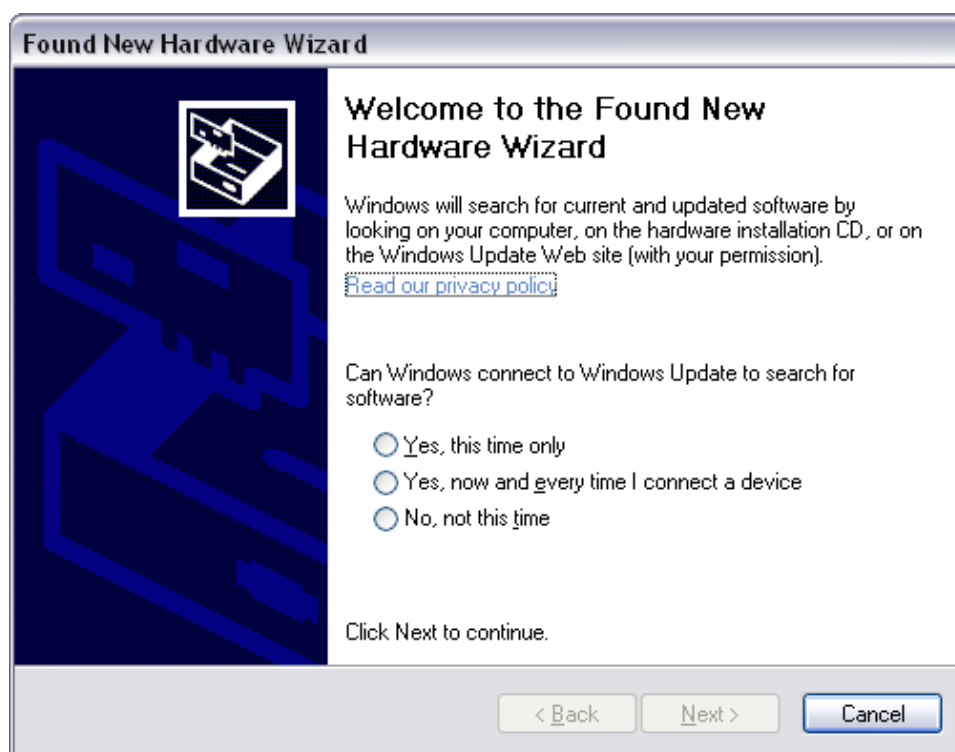 Found New Hardware Wizard
Welcome to the Found New
Hardware Wizard
Windows will search for current and updated software by
looking on your computer, on the hardware installation CD, or on
the Windows Update Web site (with your permission).
Read our privacy policy
Can Windows connect to Windows Update to search for
software?
Yes, this time only
Yes, now and every time I connect a device
No, not this time
Click Next to continue.
< Back Next > Cancel